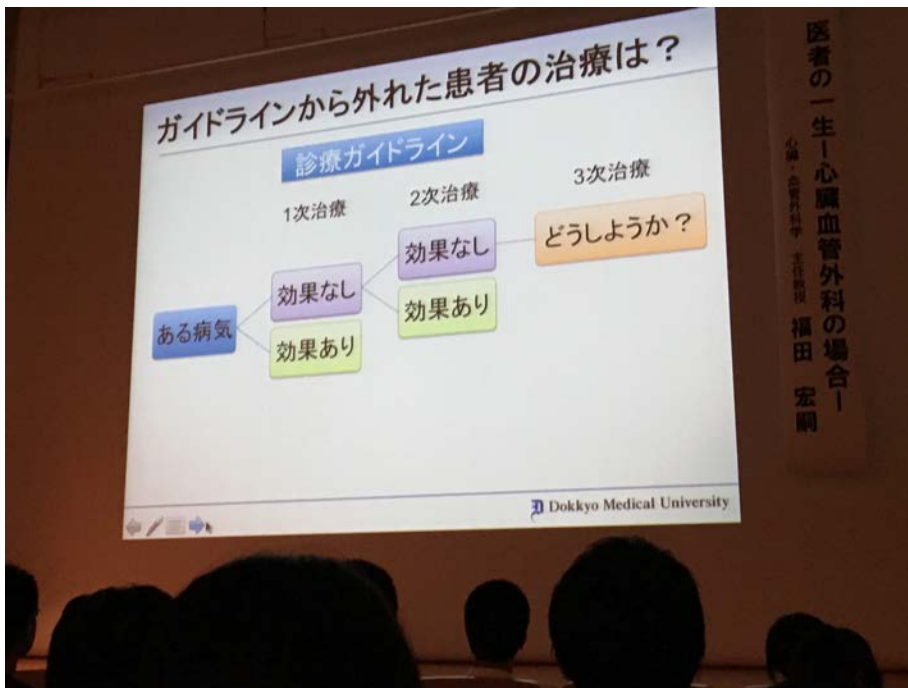 ガイドラインから外れた患者の治療は？
診療ガイドライン
1次治療
2次治療
3次治療
ある病気
効果なし
効果あり
効果なし
効果あり
どうしようか？
Dokkyo Medical University
医者の一生ー心臓血管外科の場合ー
心臓・血管外科学 主任教授 福田 宏嗣